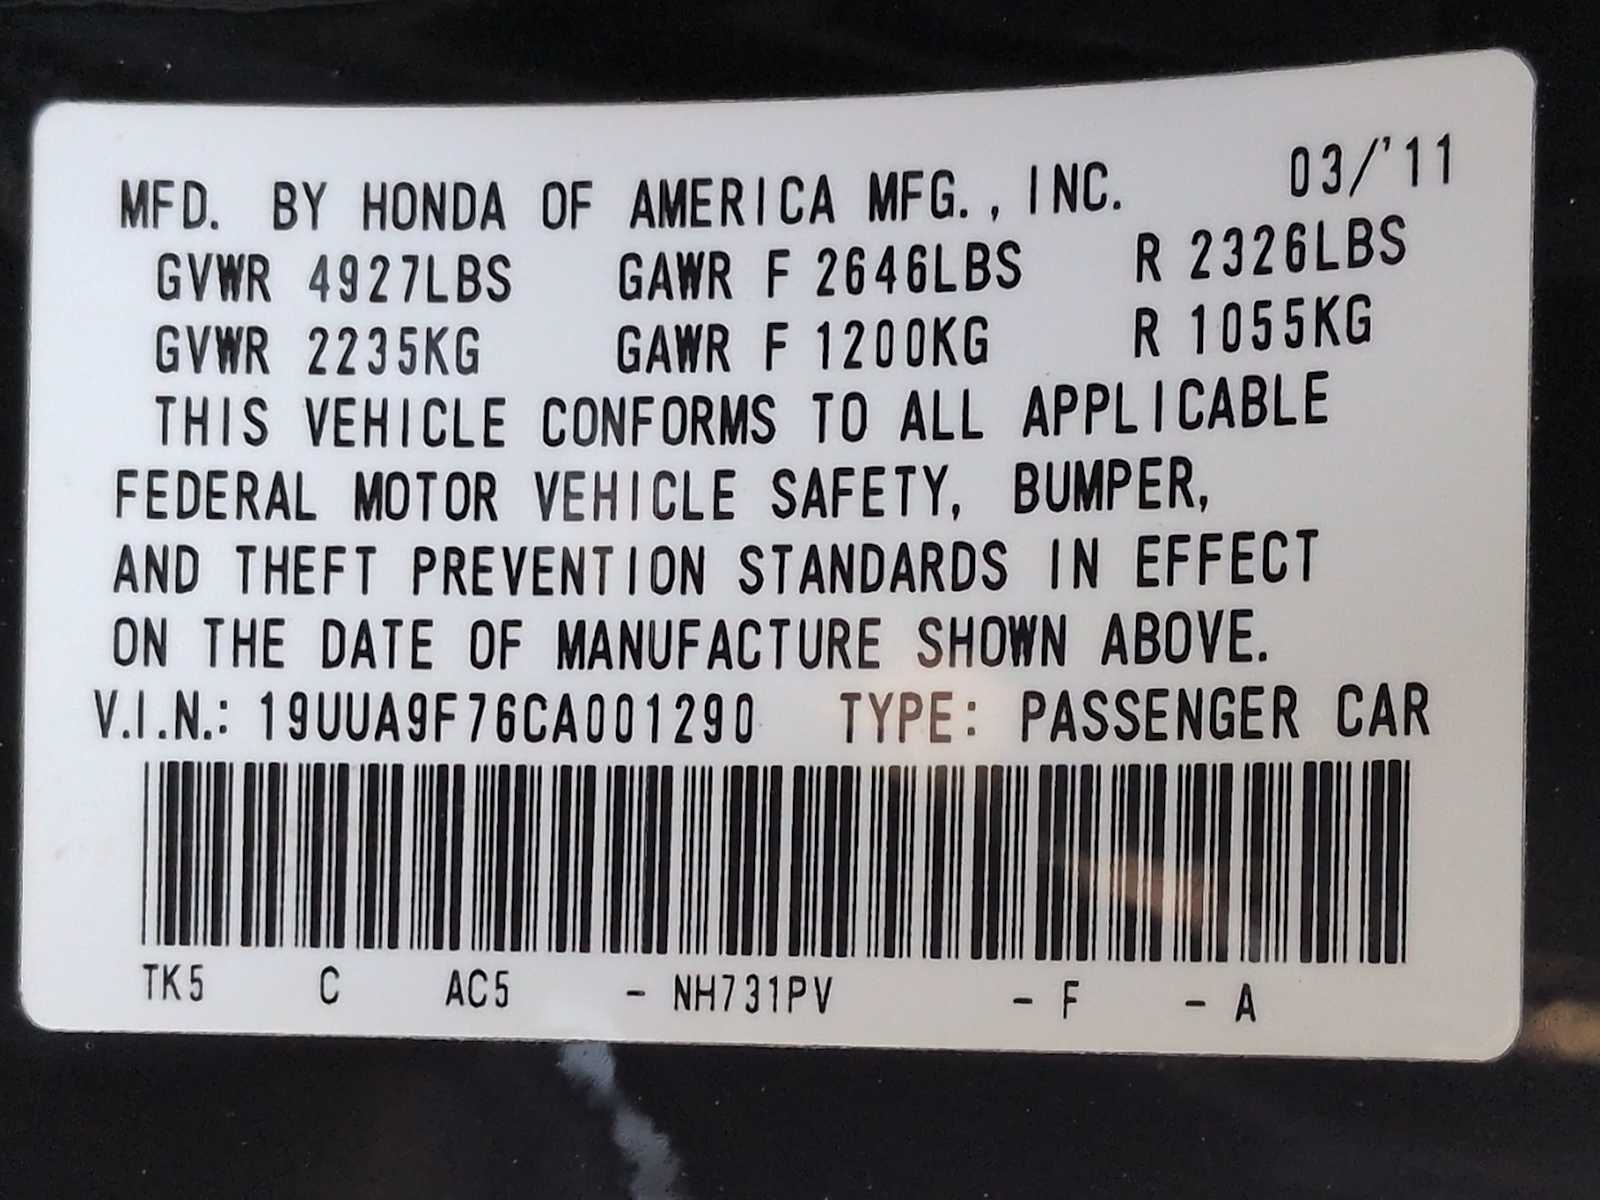 MFD. BY HONDA OF AMERICA MFG., INC. 03/'11
GVWR 4927LBS GAWR F 2646LBS R 2326LBS
GVWR 2235KG GAWR F 1200KG R 1055KG
THIS VEHICLE CONFORMS TO ALL APPLICABLE
FEDERAL MOTOR VEHICLE SAFETY, BUMPER,
AND THEFT PREVENTION STANDARDS IN EFFECT
ON THE DATE OF MANUFACTURE SHOWN ABOVE.
V.I.N.: 19UUA9F76CA001290 TYPE: PASSENGER CAR
TK5 C AC5 - NH731PV - F - A